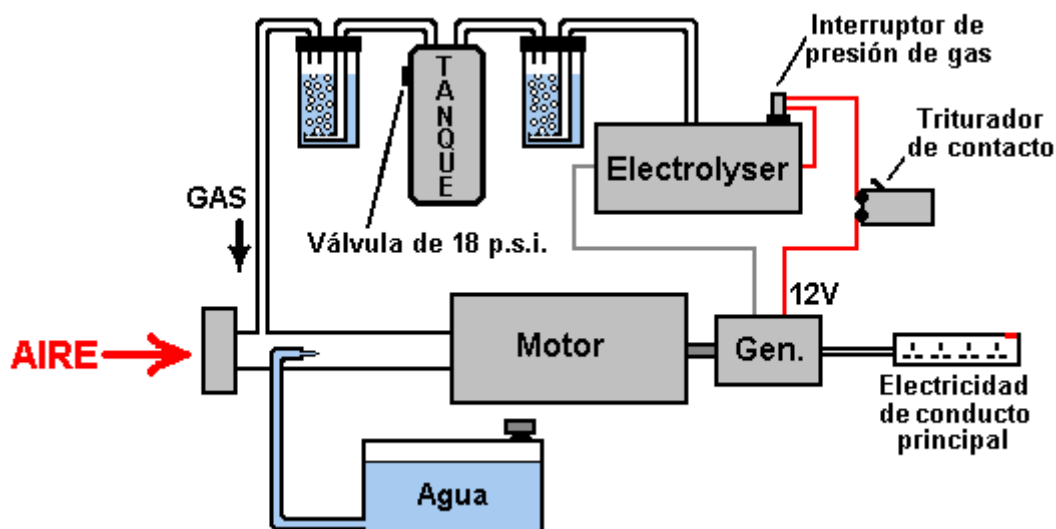 Interruptor de
presión de gas
TANQUE
Electrolyser
Triturador
de contacto
GAS
Válvula de 18 p.s.i.
12V
AIRE
Motor
Gen.
Electricidad
de conducto
principal
Agua